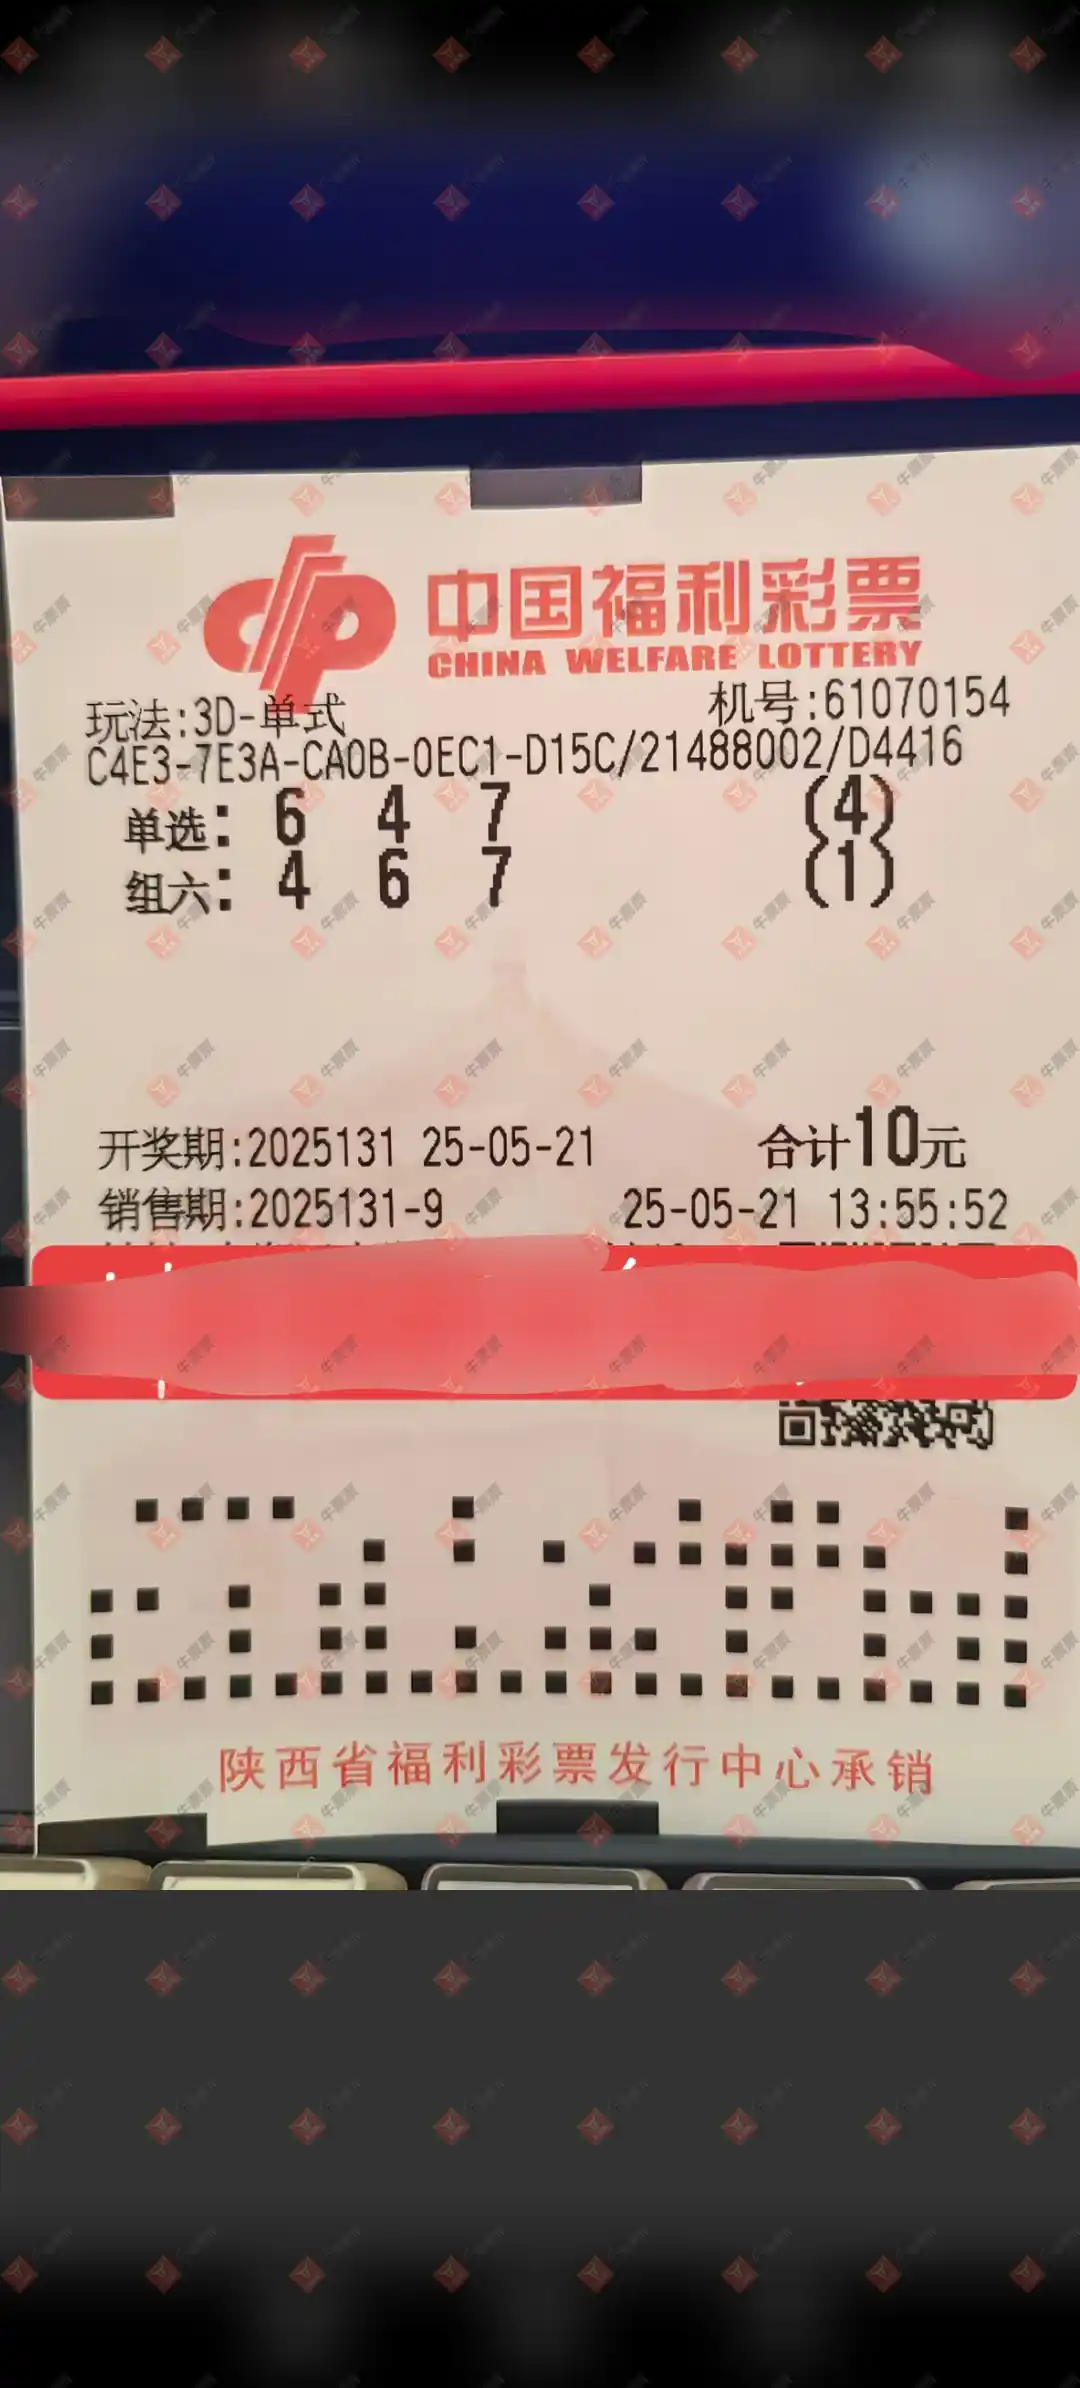 中国福利彩票
CHINA WELFARE LOTTERY
玩法:3D-单式 机号:61070154
C4E3-7E3A-CA0B-0EC1-D15C/21488002/D4416
单选: 6 4 7 (4)
组六: 4 6 7 (1)
开奖期:2025131 25-05-21 合计10元
销售期:2025131-9 25-05-21 13:55:52
陕西省福利彩票发行中心承销
牛票票